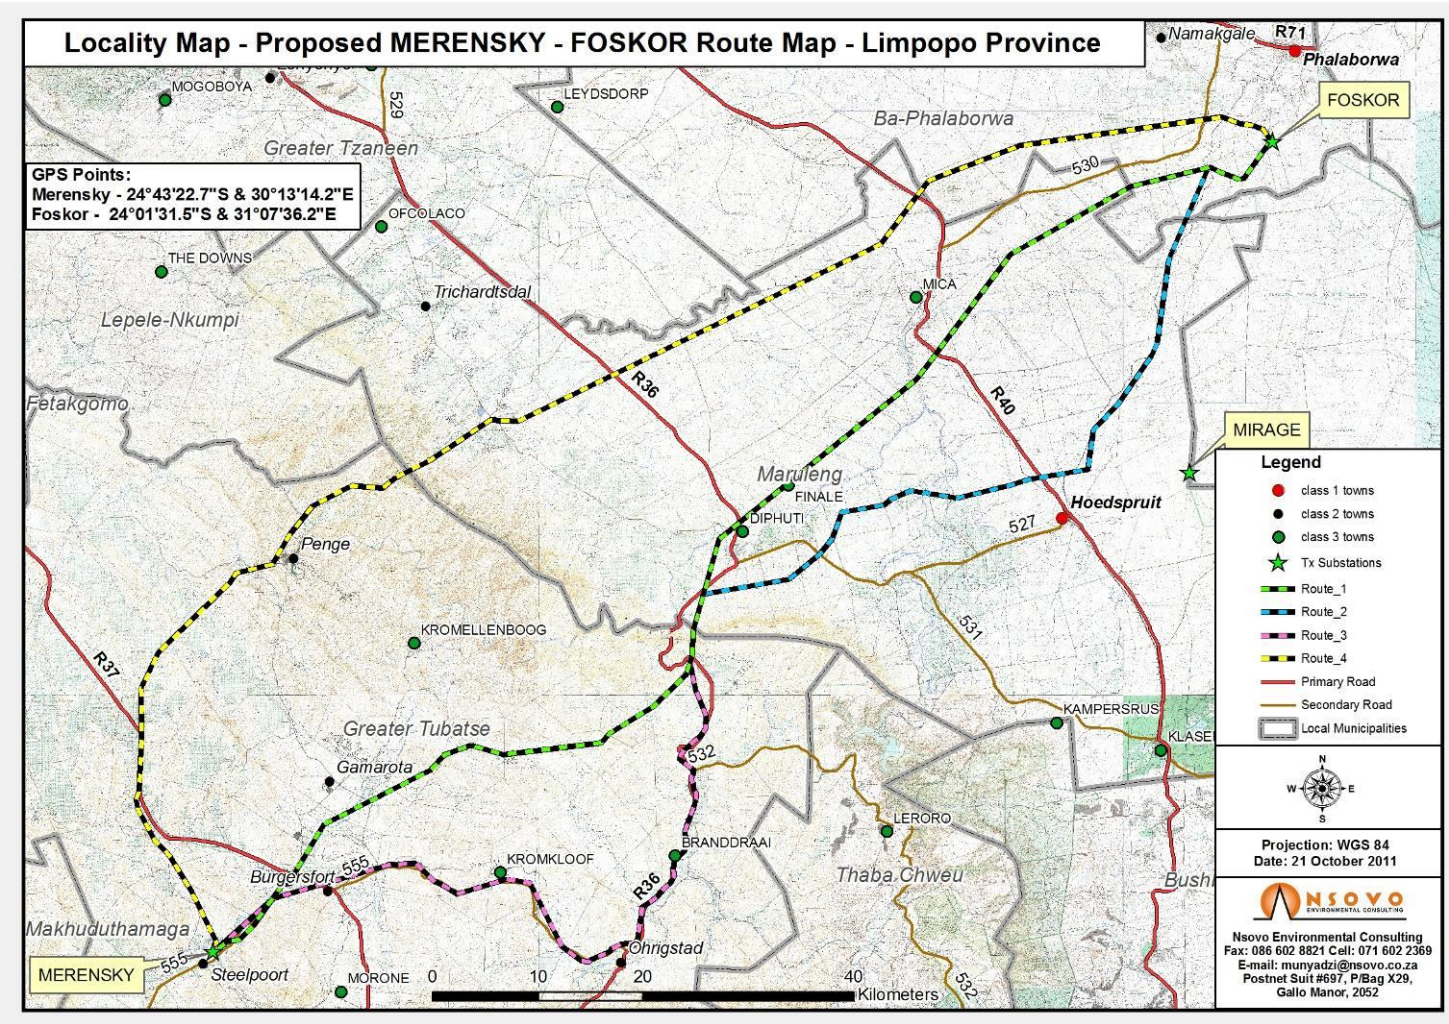 Locality Map - Proposed MERENSKY - FOSKOR Route Map - Limpopo Province
Namakgale
R71
Phalaborwa
MOGOBOYA
529
LEYDSDORP
FOSKOR
Ba-Phalaborwa
Greater Tzaneen
530
GPS Points:
Merensky - 24°43'22.7"S & 30°13'14.2"E
Foskor - 24°01'31.5"S & 31°07'36.2"E
OFCOLACO
THE DOWNS
Trichardtsdal
MICA
Lepele-Nkumpi
R36
R40
Fetakgomo
MIRAGE
Maruleng
FINALE
Hoedspruit
DIPHUTI
527
Penge
KROMELLENBOOG
531
R37
KAMPERSRUS
Greater Tubatse
KLASE
532
Gamarota
LERORO
BRANDDRAAI
KROMKLOOF
555
Burgersfort
R36
Thaba Chweu
Bushl
Makhuduthamaga
Ohrigstad
555
MERENSKY
Steelpoort
MORONE
532
0 10 20 40
Kilometers
Legend
class 1 towns
class 2 towns
class 3 towns
Tx Substations
Route_1
Route_2
Route_3
Route_4
Primary Road
Secondary Road
Local Municipalities
N
W E
S
Projection: WGS 84
Date: 21 October 2011
NSOVO
ENVIRONMENTAL CONSULTING
Nsovo Environmental Consulting
Fax: 086 602 8821 Cell: 071 602 2369
E-mail: munyadzi@nsovo.co.za
Postnet Suit #697, P/Bag X29,
Gallo Manor, 2052